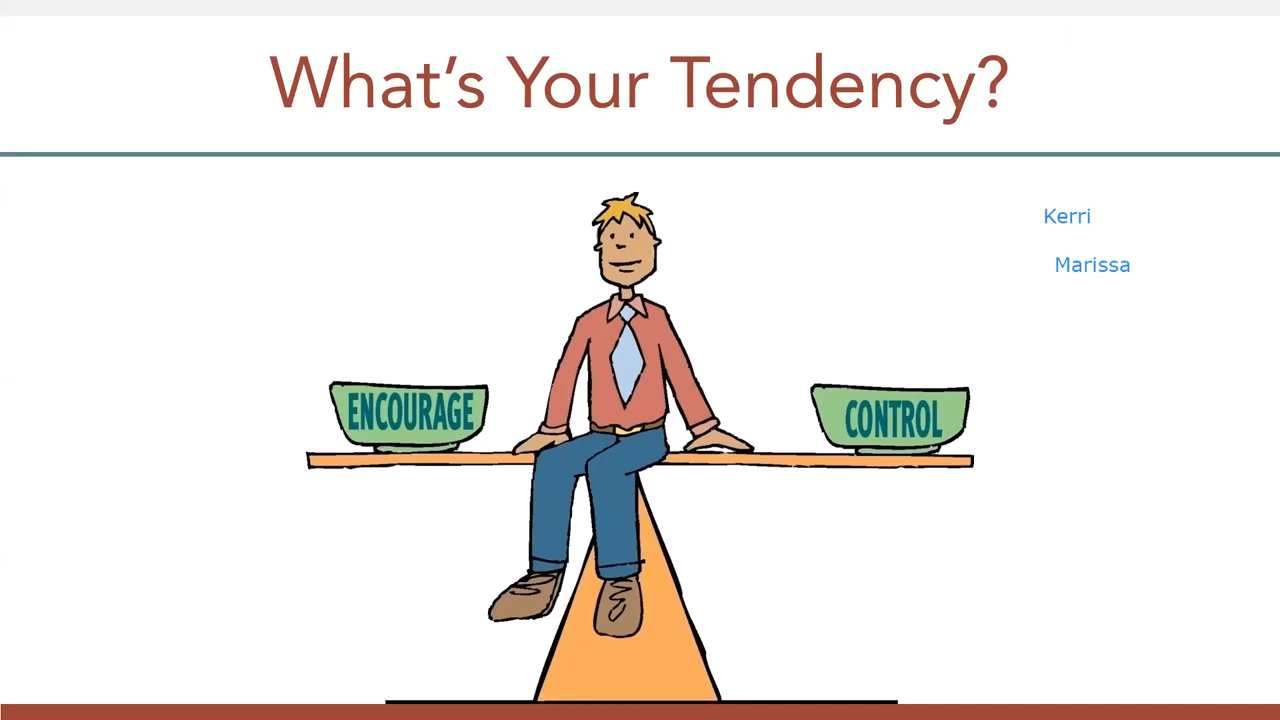 What's Your Tendency?
Kerri
Marissa
ENCOURAGE
CONTROL